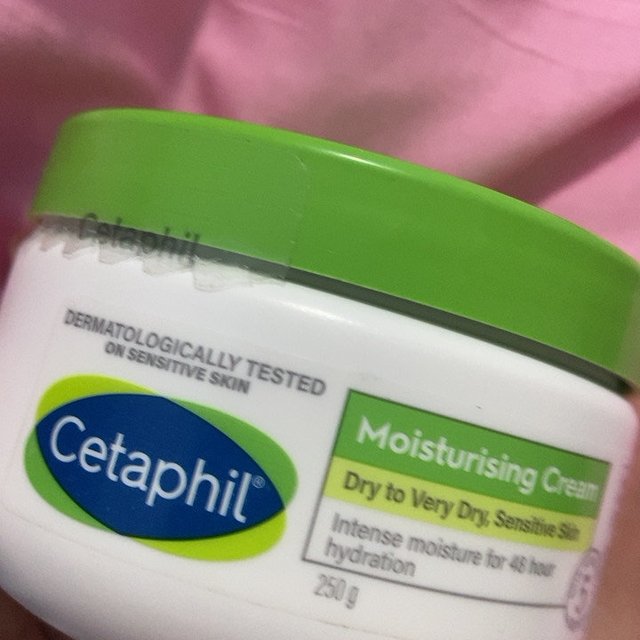 Cetaphil
DERMATOLOGICALLY TESTED
ON SENSITIVE SKIN
Cetaphil®
Moisturising Cream
Dry to Very Dry, Sensitive Skin
Intense moisture for 48 hour
hydration
250 g